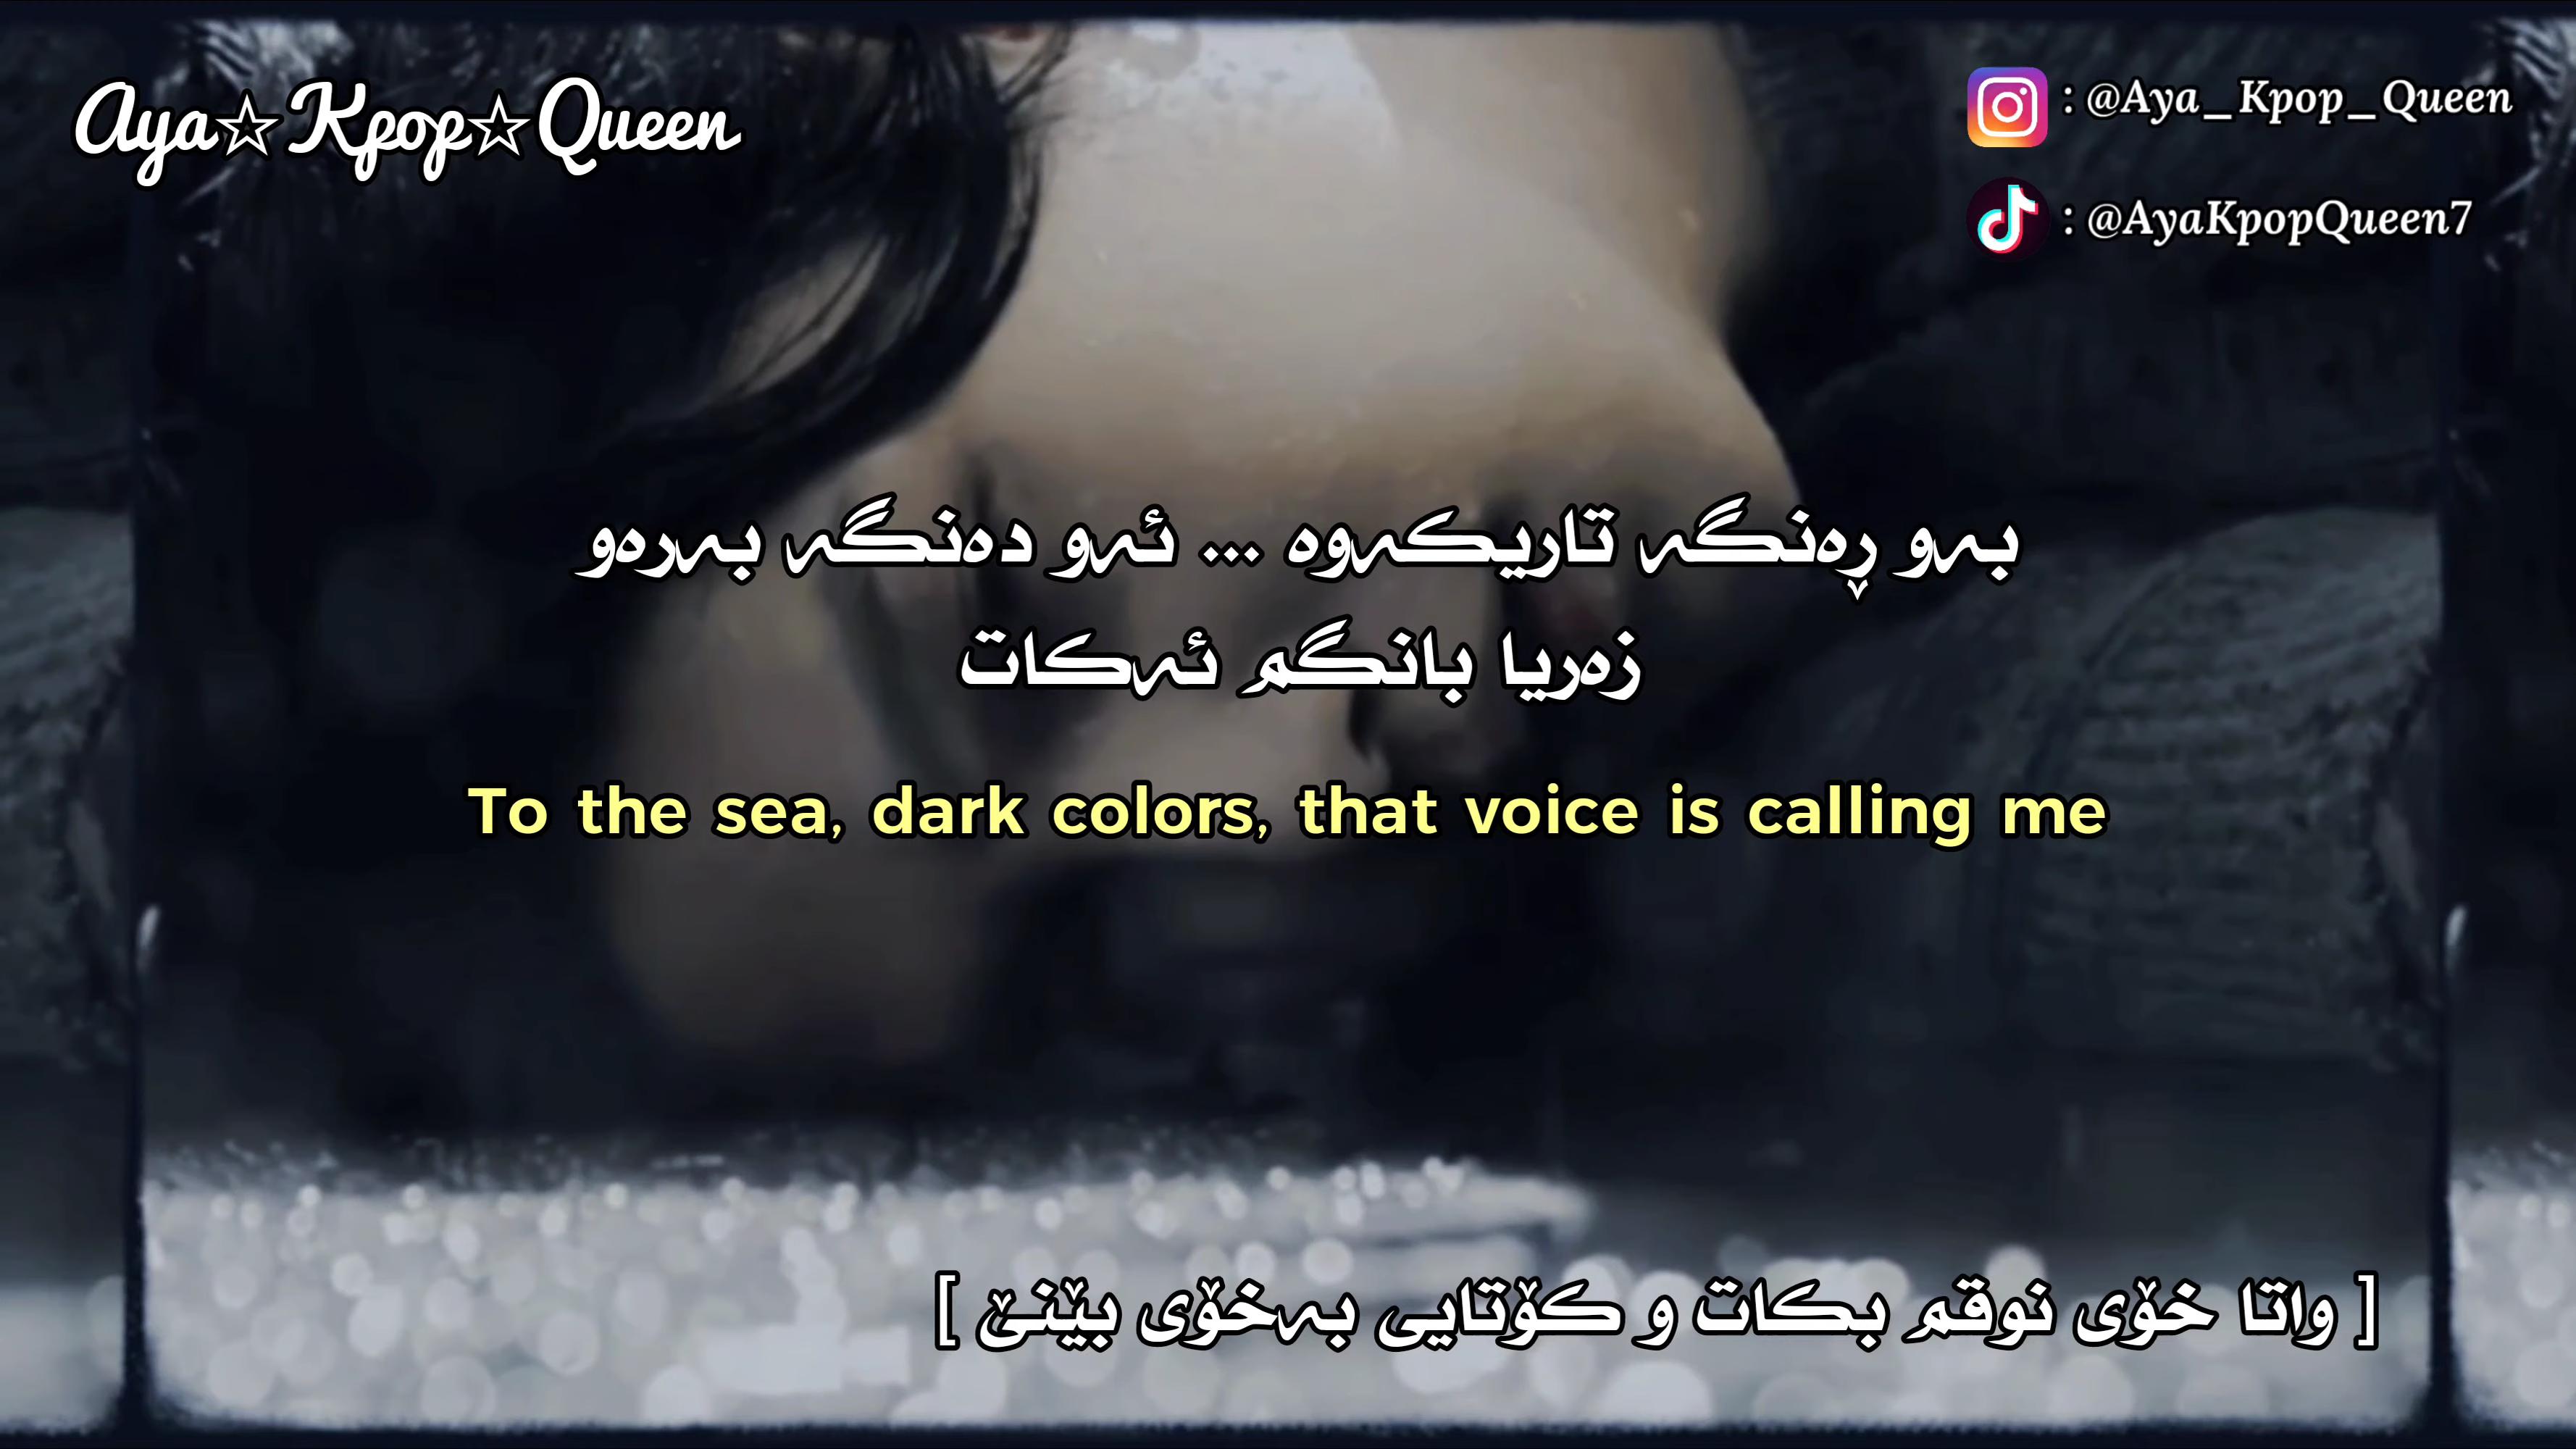 Aya☆Kpop☆Queen
: @Aya_Kpop_Queen
: @AyaKpopQueen7
بەو ڕەنگە تاریکەوە ... ئەو دەنگە بەرەو
زەریا بانگم ئەکات
To the sea, dark colors, that voice is calling me
[ واتا خۆی نوقم بکات و کۆتایی بەخۆی بێنێ ]